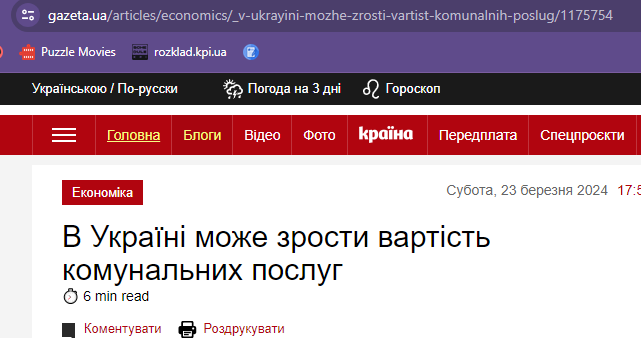 gazeta.ua/articles/economics/_v-ukrayini-mozhe-zrosti-vartist-komunalnih-poslug/1175754
Puzzle Movies rozklad.kpi.ua
Українською / По-русски Погода на 3 дні Гороскоп
Головна Блоги Відео Фото країна Передплата Спецпроєкти
Економіка Субота, 23 березня 2024 17:5
В Україні може зрости вартість
комунальних послуг
6 min read
Коментувати Роздрукувати